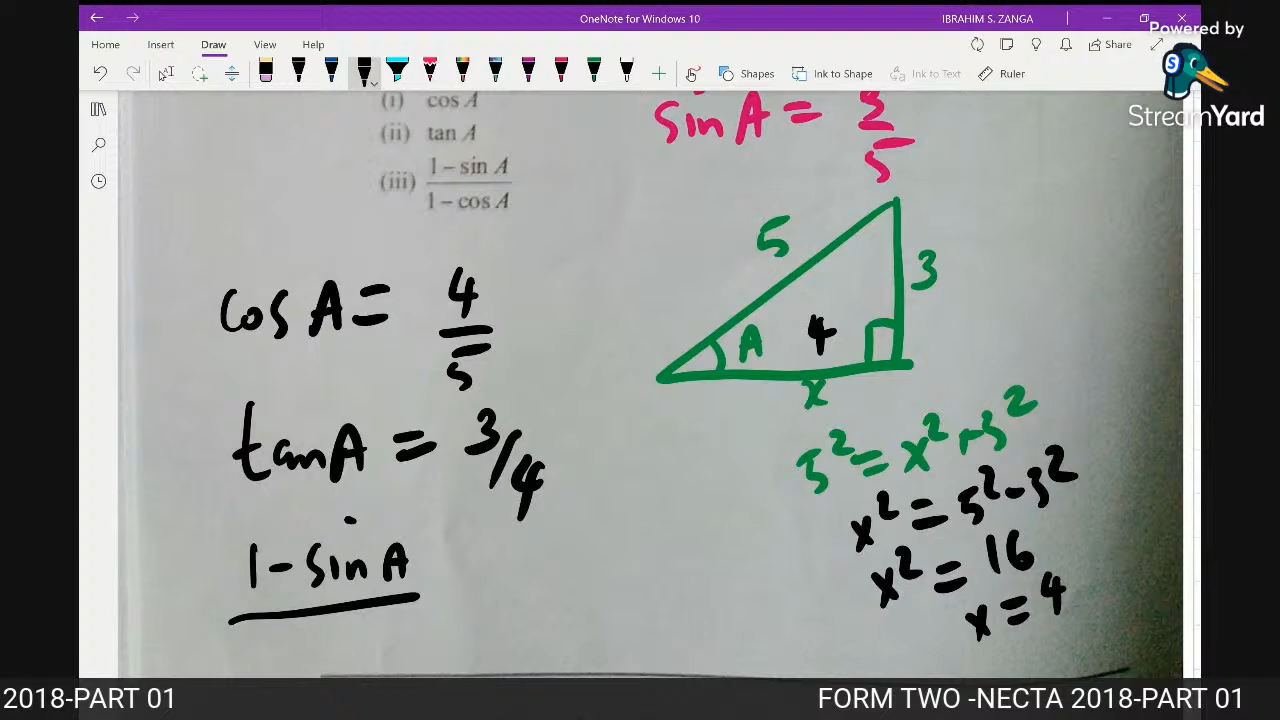 OneNote for Windows 10
IBRAHIM S. ZANGA
Powered by
StreamYard
Home Insert Draw View Help
Share
Shapes Ink to Shape Ink to Text Ruler
(i) cos A
(ii) tan A
(iii) 1 − sin A
1 − cos A
sin A = 3
5
5
3
A
4
x
cos A = 4
5
tan A = 3/4
1 - sin A
5² = x² + 3²
x² = 5² - 3²
x² = 16
x = 4
2018-PART 01
FORM TWO -NECTA 2018-PART 01